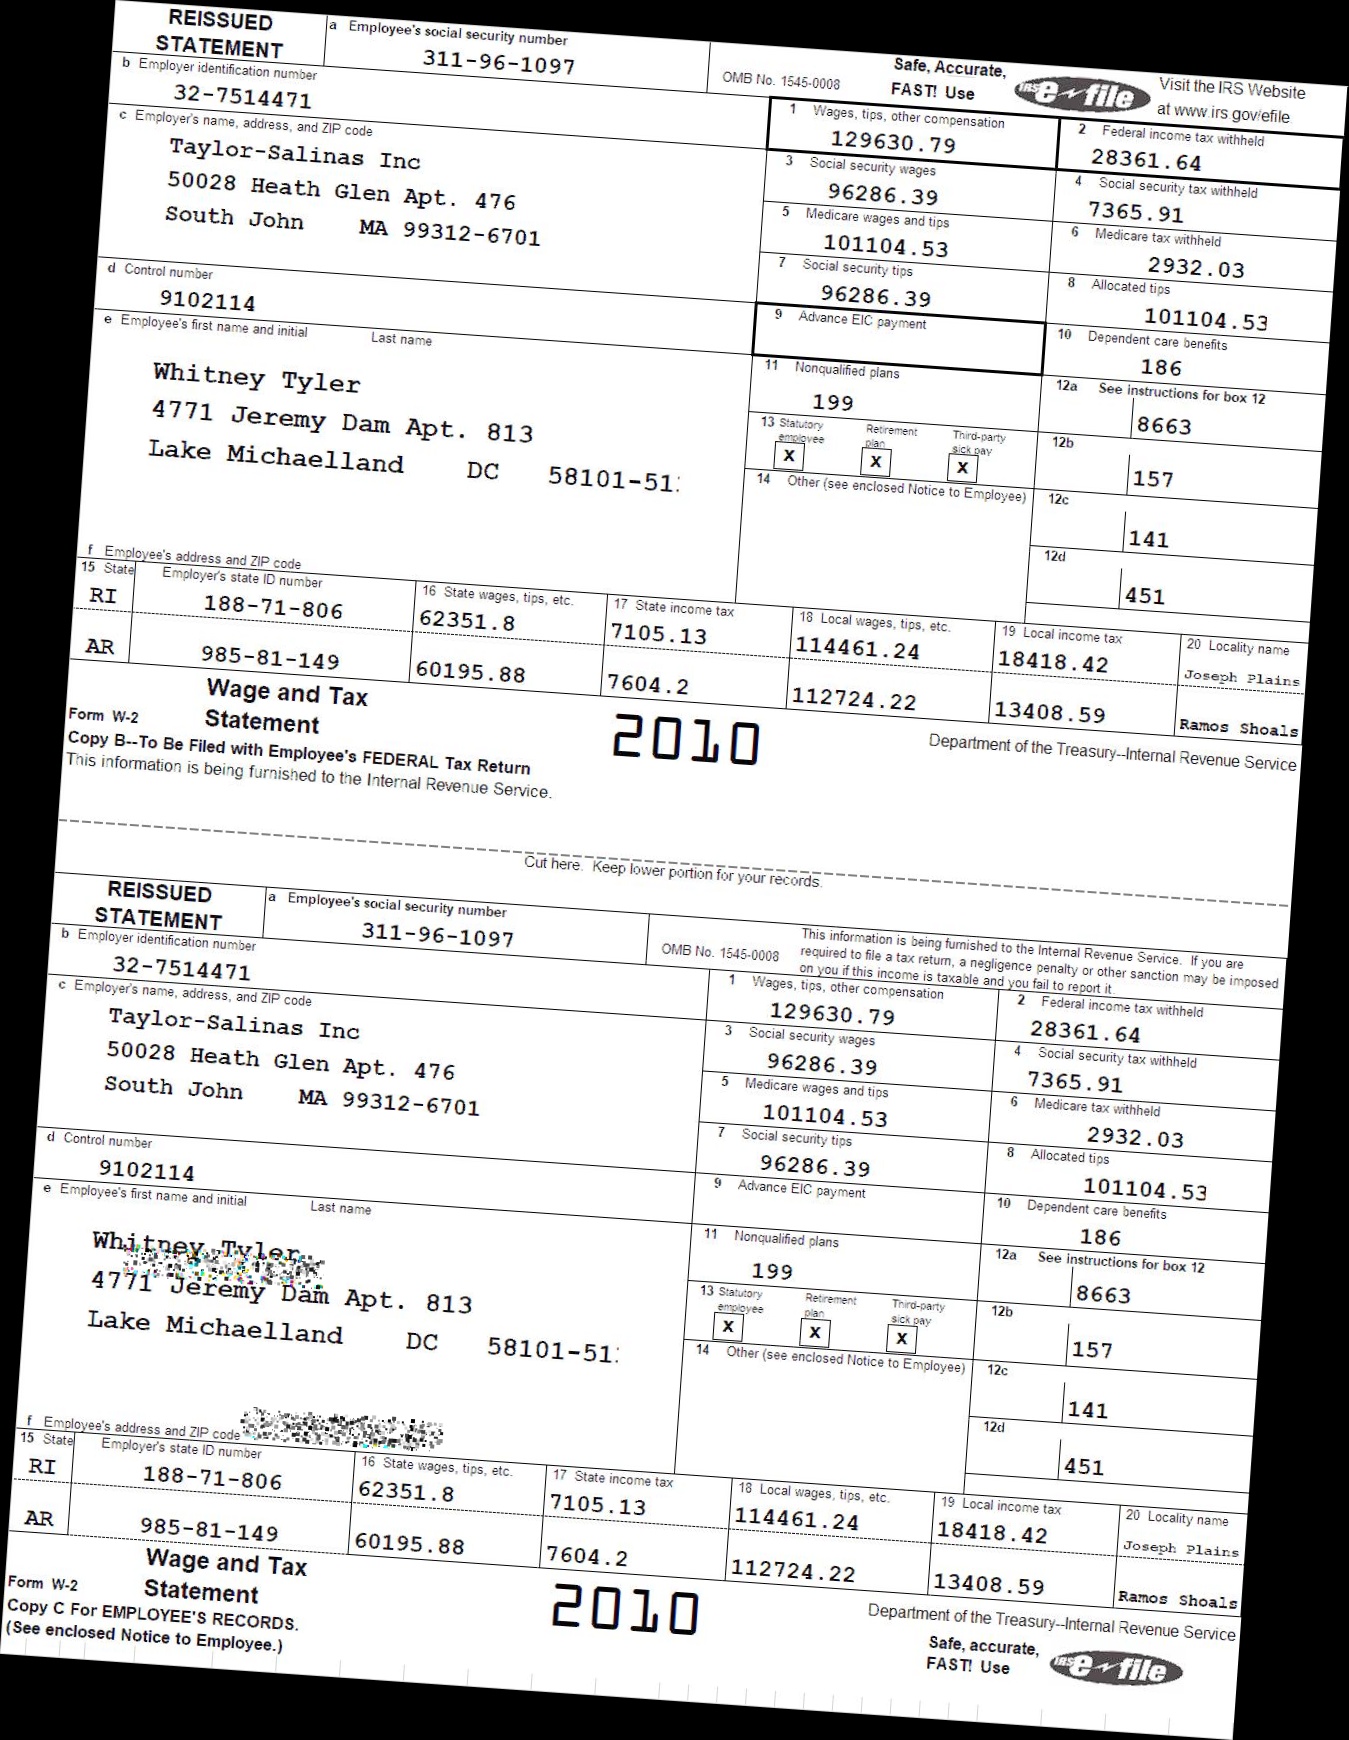 REISSUED
STATEMENT
a Employee's social security number
311-96-1097
OMB No. 1545-0008
Safe, Accurate,
FAST! Use
IRS e-file
Visit the IRS Website
at www.irs.gov/efile
b Employer identification number
32-7514471
1 Wages, tips, other compensation
129630.79
2 Federal income tax withheld
28361.64
c Employer's name, address, and ZIP code
Taylor-Salinas Inc
50028 Heath Glen Apt. 476
South John MA 99312-6701
3 Social security wages
96286.39
4 Social security tax withheld
7365.91
5 Medicare wages and tips
101104.53
6 Medicare tax withheld
2932.03
d Control number
9102114
7 Social security tips
96286.39
8 Allocated tips
101104.53
e Employee's first name and initial Last name
Whitney Tyler
4771 Jeremy Dam Apt. 813
Lake Michaelland DC 58101-51
9 Advance EIC payment
10 Dependent care benefits
186
11 Nonqualified plans
199
12a See instructions for box 12
8663
13 Statutory employee Retirement plan Third-party sick pay
X X X
12b
157
14 Other (see enclosed Notice to Employee)
12c
141
12d
451
f Employee's address and ZIP code
15 State Employer's state ID number
16 State wages, tips, etc.
17 State income tax
18 Local wages, tips, etc.
19 Local income tax
20 Locality name
RI 188-71-806 62351.8 7105.13 114461.24 18418.42 Joseph Plains
AR 985-81-149 60195.88 7604.2 112724.22 13408.59 Ramos Shoals
Form W-2
Wage and Tax
Statement
2010
Department of the Treasury--Internal Revenue Service
Copy B--To Be Filed with Employee's FEDERAL Tax Return
This information is being furnished to the Internal Revenue Service.
Cut here. Keep lower portion for your records.
REISSUED
STATEMENT
a Employee's social security number
311-96-1097
OMB No. 1545-0008
This information is being furnished to the Internal Revenue Service. If you are
required to file a tax return, a negligence penalty or other sanction may be imposed
on you if this income is taxable and you fail to report it.
b Employer identification number
32-7514471
1 Wages, tips, other compensation
129630.79
2 Federal income tax withheld
28361.64
c Employer's name, address, and ZIP code
Taylor-Salinas Inc
50028 Heath Glen Apt. 476
South John MA 99312-6701
3 Social security wages
96286.39
4 Social security tax withheld
7365.91
5 Medicare wages and tips
101104.53
6 Medicare tax withheld
2932.03
d Control number
9102114
7 Social security tips
96286.39
8 Allocated tips
101104.53
e Employee's first name and initial Last name
Whitney Tyler
4771 Jeremy Dam Apt. 813
Lake Michaelland DC 58101-51
9 Advance EIC payment
10 Dependent care benefits
186
11 Nonqualified plans
199
12a See instructions for box 12
8663
13 Statutory employee Retirement plan Third-party sick pay
X X X
12b
157
14 Other (see enclosed Notice to Employee)
12c
141
12d
451
f Employee's address and ZIP code
15 State Employer's state ID number
16 State wages, tips, etc.
17 State income tax
18 Local wages, tips, etc.
19 Local income tax
20 Locality name
RI 188-71-806 62351.8 7105.13 114461.24 18418.42 Joseph Plains
AR 985-81-149 60195.88 7604.2 112724.22 13408.59 Ramos Shoals
Form W-2
Wage and Tax
Statement
2010
Department of the Treasury--Internal Revenue Service
Copy C For EMPLOYEE'S RECORDS.
(See enclosed Notice to Employee.)
Safe, accurate,
FAST! Use
IRS e-file